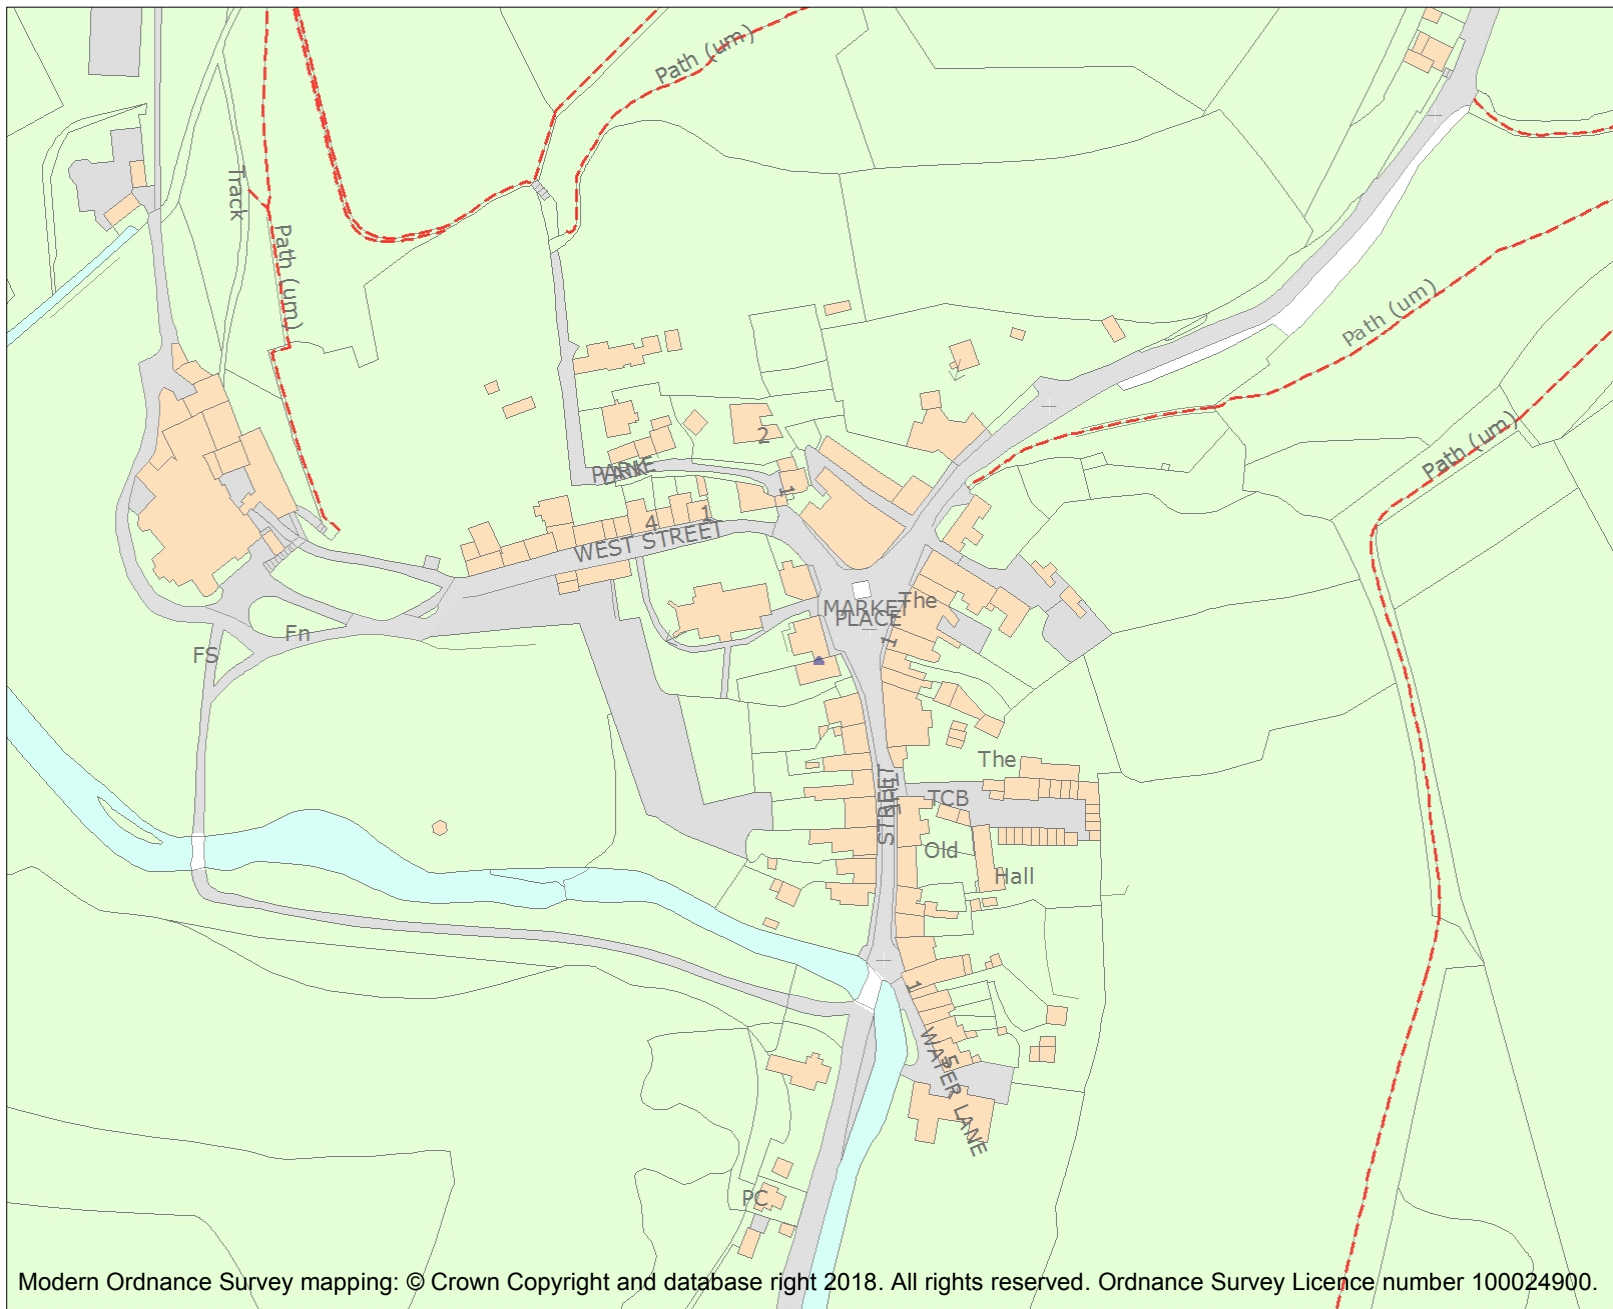 Path (um)
Track
Path (um)
Path (um)
Path (um)
2
PARK
1
4
1
WEST STREET
The
MARKET
PLACE
1
Fn
FS
The
TCB
STREET
Old
Hall
1
5
WATER LANE
PC
Modern Ordnance Survey mapping: © Crown Copyright and database right 2018. All rights reserved. Ordnance Survey Licence number 100024900.